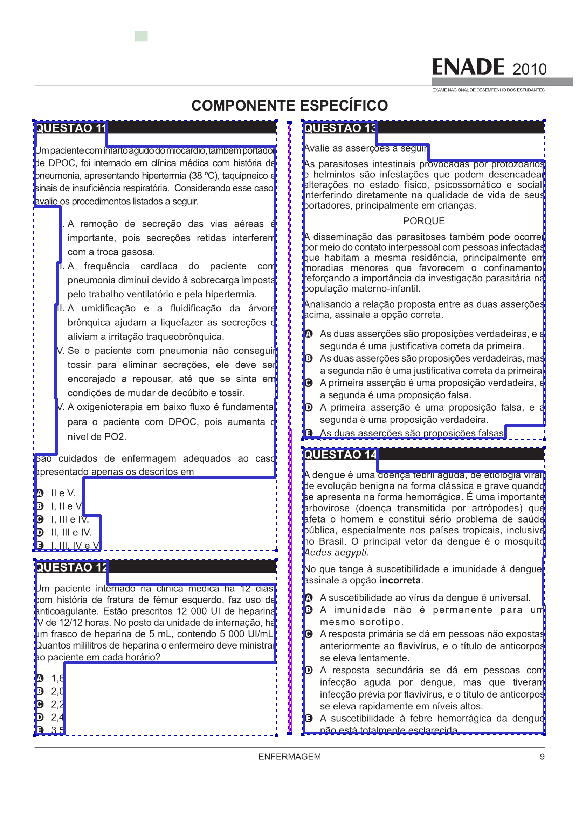 ENADE 2010
EXAME NACIONAL DE DESEMPENHO DOS ESTUDANTES
COMPONENTE ESPECÍFICO
QUESTÃO 11
Um paciente com infarto agudo do miocárdio, também portador
de DPOC, foi internado em clínica médica com história de
pneumonia, apresentando hipertermia (38 ºC), taquipneico e
sinais de insuficiência respiratória. Considerando esse caso,
avalie os procedimentos listados a seguir.
I. A remoção de secreção das vias aéreas é
importante, pois secreções retidas interferem
com a troca gasosa.
II. A frequência cardíaca do paciente com
pneumonia diminui devido à sobrecarga imposta
pelo trabalho ventilatório e pela hipertermia.
III. A umidificação e a fluidificação da árvore
brônquica ajudam a liquefazer as secreções e
aliviam a irritação traqueobrônquica.
IV. Se o paciente com pneumonia não conseguir
tossir para eliminar secreções, ele deve ser
encorajado a repousar, até que se sinta em
condições de mudar de decúbito e tossir.
V. A oxigenioterapia em baixo fluxo é fundamental
para o paciente com DPOC, pois aumenta o
nível de PO2.
São cuidados de enfermagem adequados ao caso
apresentado apenas os descritos em
A II e V.
B I, II e V.
C I, III e IV.
D II, III e IV.
E I, III, IV e V.
QUESTÃO 12
Um paciente internado na clínica médica há 12 dias,
com história de fratura de fêmur esquerdo, faz uso de
anticoagulante. Estão prescritos 12 000 UI de heparina
IV de 12/12 horas. No posto da unidade de internação, há
um frasco de heparina de 5 mL, contendo 5 000 UI/mL.
Quantos mililitros de heparina o enfermeiro deve ministrar
ao paciente em cada horário?
A 1,8
B 2,0
C 2,2
D 2,4
E 3,5
QUESTÃO 13
Avalie as asserções a seguir.
As parasitoses intestinais provocadas por protozoários
e helmintos são infestações que podem desencadear
alterações no estado físico, psicossomático e social,
interferindo diretamente na qualidade de vida de seus
portadores, principalmente em crianças.
PORQUE
A disseminação das parasitoses também pode ocorrer
por meio do contato interpessoal com pessoas infectadas
que habitam a mesma residência, principalmente em
moradias menores que favorecem o confinamento,
reforçando a importância da investigação parasitária na
população materno-infantil.
Analisando a relação proposta entre as duas asserções
acima, assinale a opção correta.
A As duas asserções são proposições verdadeiras, e a
segunda é uma justificativa correta da primeira.
B As duas asserções são proposições verdadeiras, mas
a segunda não é uma justificativa correta da primeira.
C A primeira asserção é uma proposição verdadeira, e
a segunda é uma proposição falsa.
D A primeira asserção é uma proposição falsa, e a
segunda é uma proposição verdadeira.
E As duas asserções são proposições falsas.
QUESTÃO 14
A dengue é uma doença febril aguda, de etiologia viral,
de evolução benigna na forma clássica e grave quando
se apresenta na forma hemorrágica. É uma importante
arbovirose (doença transmitida por artrópodes) que
afeta o homem e constitui sério problema de saúde
pública, especialmente nos países tropicais, inclusive
no Brasil. O principal vetor da dengue é o mosquito
Aedes aegypti.
No que tange à suscetibilidade e imunidade à dengue,
assinale a opção incorreta.
A A suscetibilidade ao vírus da dengue é universal.
B A imunidade não é permanente para um
mesmo sorotipo.
C A resposta primária se dá em pessoas não expostas
anteriormente ao flavivírus, e o título de anticorpos
se eleva lentamente.
D A resposta secundária se dá em pessoas com
infecção aguda por dengue, mas que tiveram
infecção prévia por flavivírus, e o título de anticorpos
se eleva rapidamente em níveis altos.
E A suscetibilidade à febre hemorrágica da dengue
não está totalmente esclarecida.
ENFERMAGEM
9